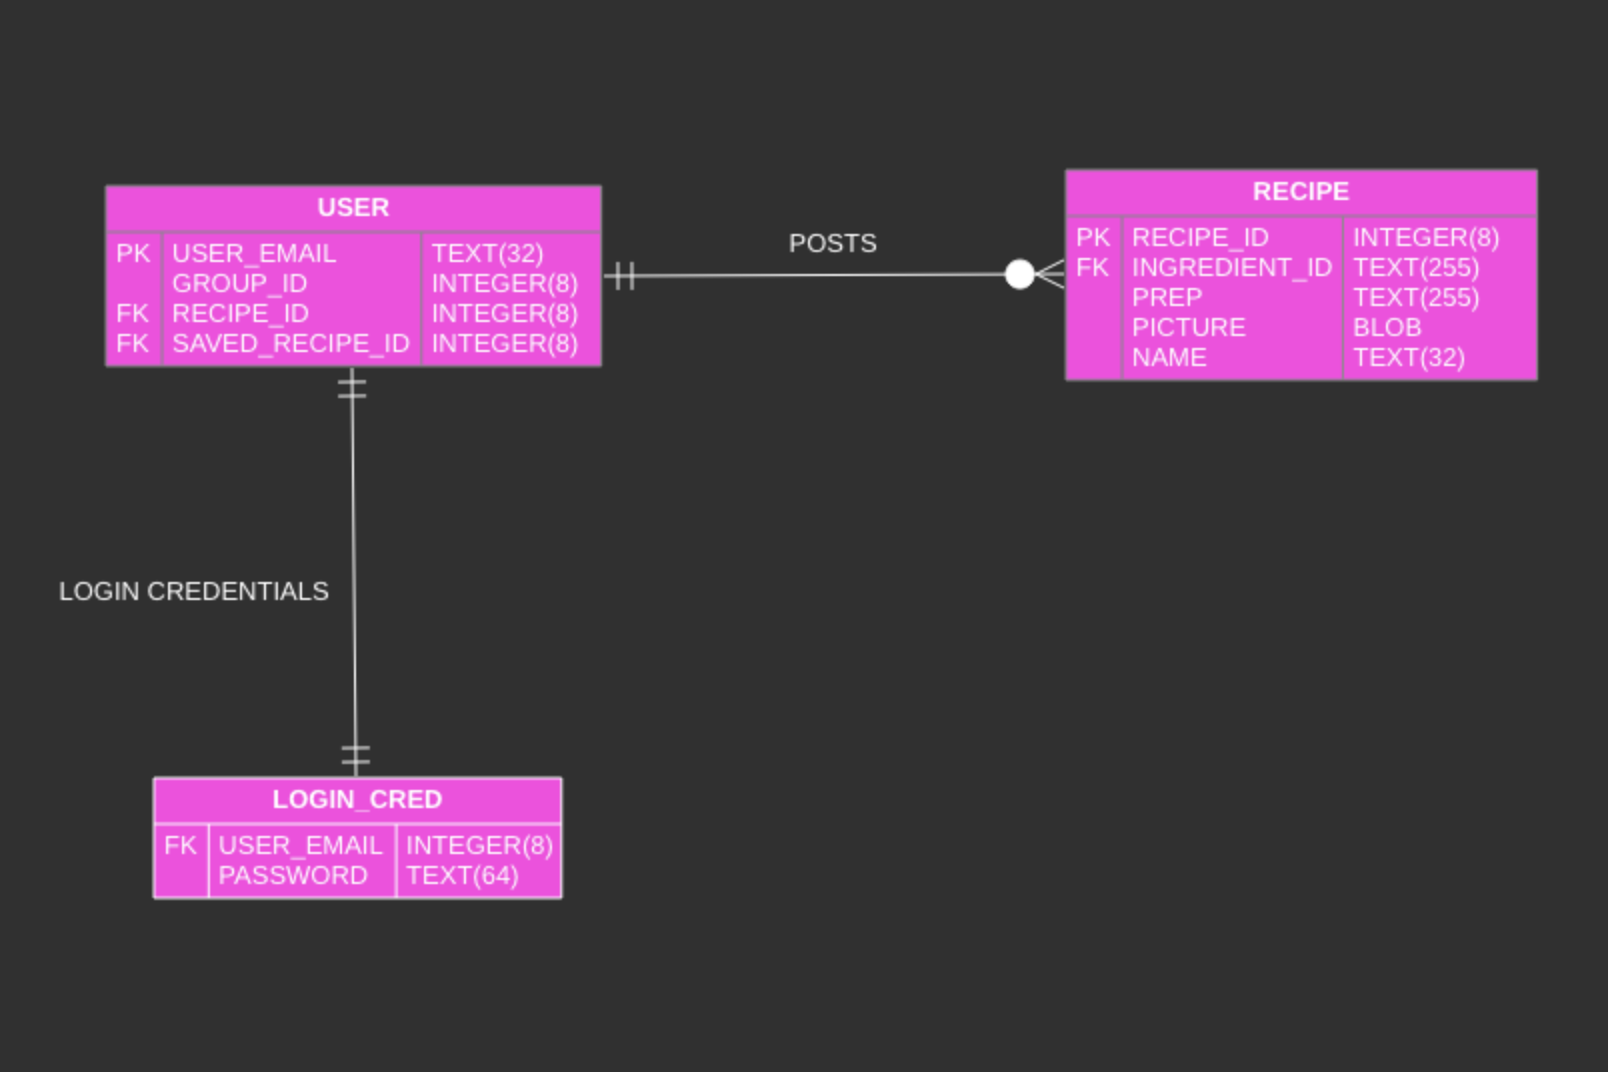 USER
PK USER_EMAIL TEXT(32)
GROUP_ID INTEGER(8)
FK RECIPE_ID INTEGER(8)
FK SAVED_RECIPE_ID INTEGER(8)
POSTS
RECIPE
PK RECIPE_ID INTEGER(8)
FK INGREDIENT_ID TEXT(255)
PREP TEXT(255)
PICTURE BLOB
NAME TEXT(32)
LOGIN CREDENTIALS
LOGIN_CRED
FK USER_EMAIL INTEGER(8)
PASSWORD TEXT(64)